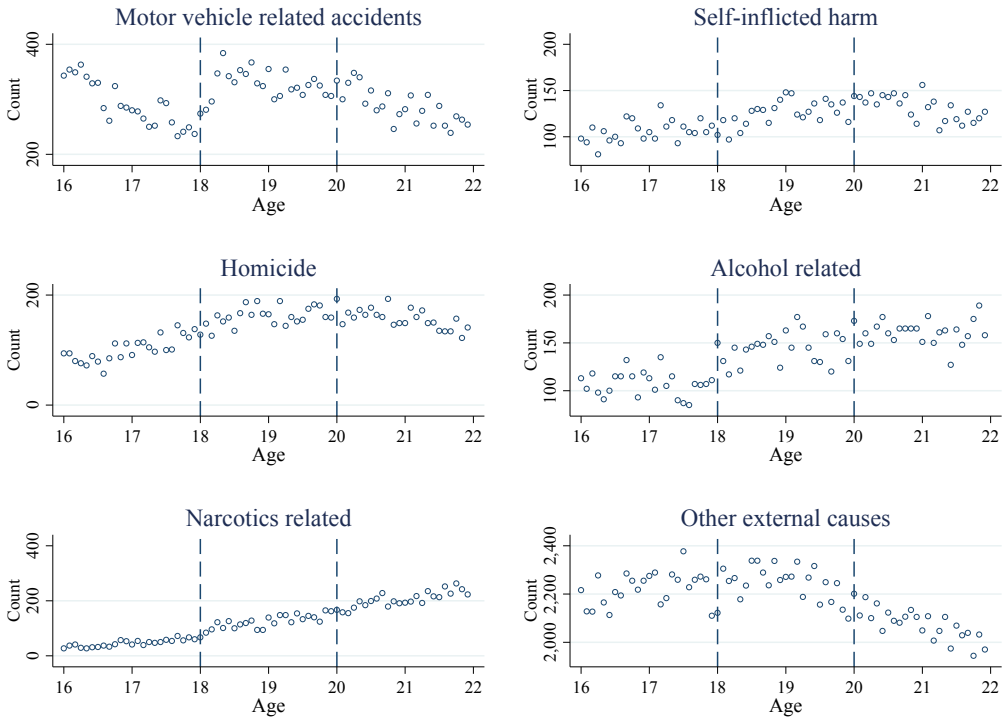 Motor vehicle related accidents
Count
400
200
16 17 18 19 20 21 22
Age
Self-inflicted harm
Count
200
150
100
16 17 18 19 20 21 22
Age
Homicide
Count
200
0
16 17 18 19 20 21 22
Age
Alcohol related
Count
200
150
100
16 17 18 19 20 21 22
Age
Narcotics related
Count
400
200
0
16 17 18 19 20 21 22
Age
Other external causes
Count
2,400
2,200
2,000
16 17 18 19 20 21 22
Age